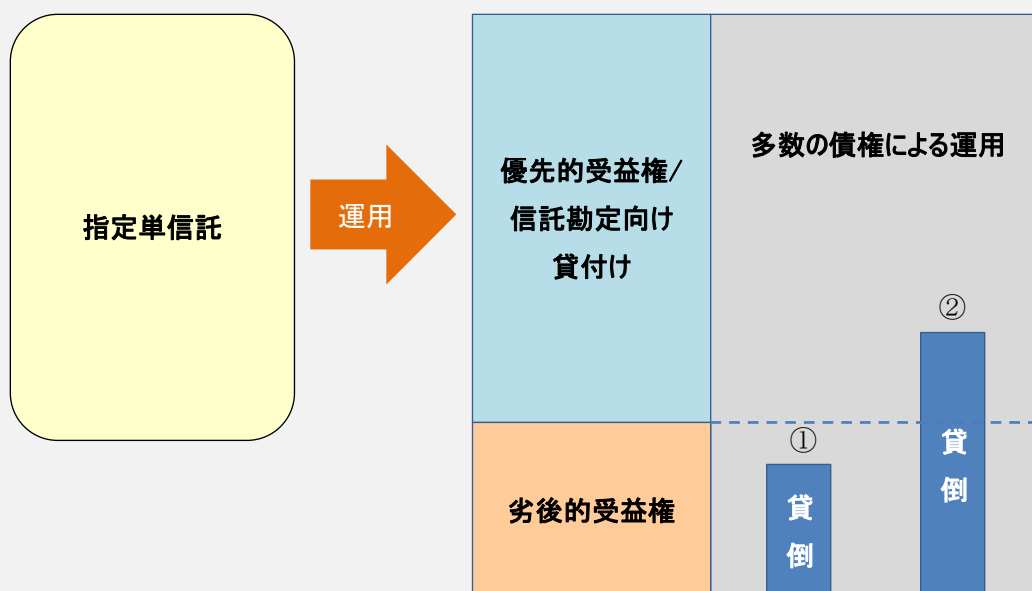 指定単信託
運用
優先的受益権/
信託勘定向け
貸付け
劣後的受益権
多数の債権による運用
①
貸
倒
②
貸
倒